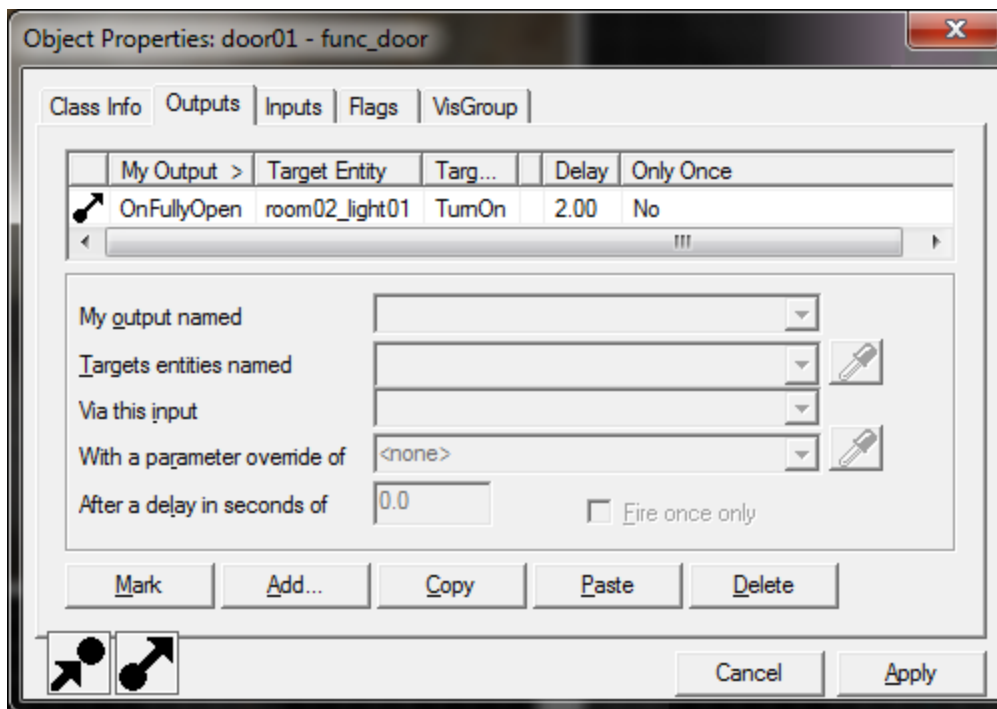 Object Properties: door01 - func_door
Class Info Outputs Inputs Flags VisGroup
My Output > Target Entity Targ... Delay Only Once
OnFullyOpen room02_light01 TurnOn 2.00 No
My output named
Targets entities named
Via this input
With a parameter override of <none>
After a delay in seconds of 0.0 Fire once only
Mark Add... Copy Paste Delete
Cancel Apply